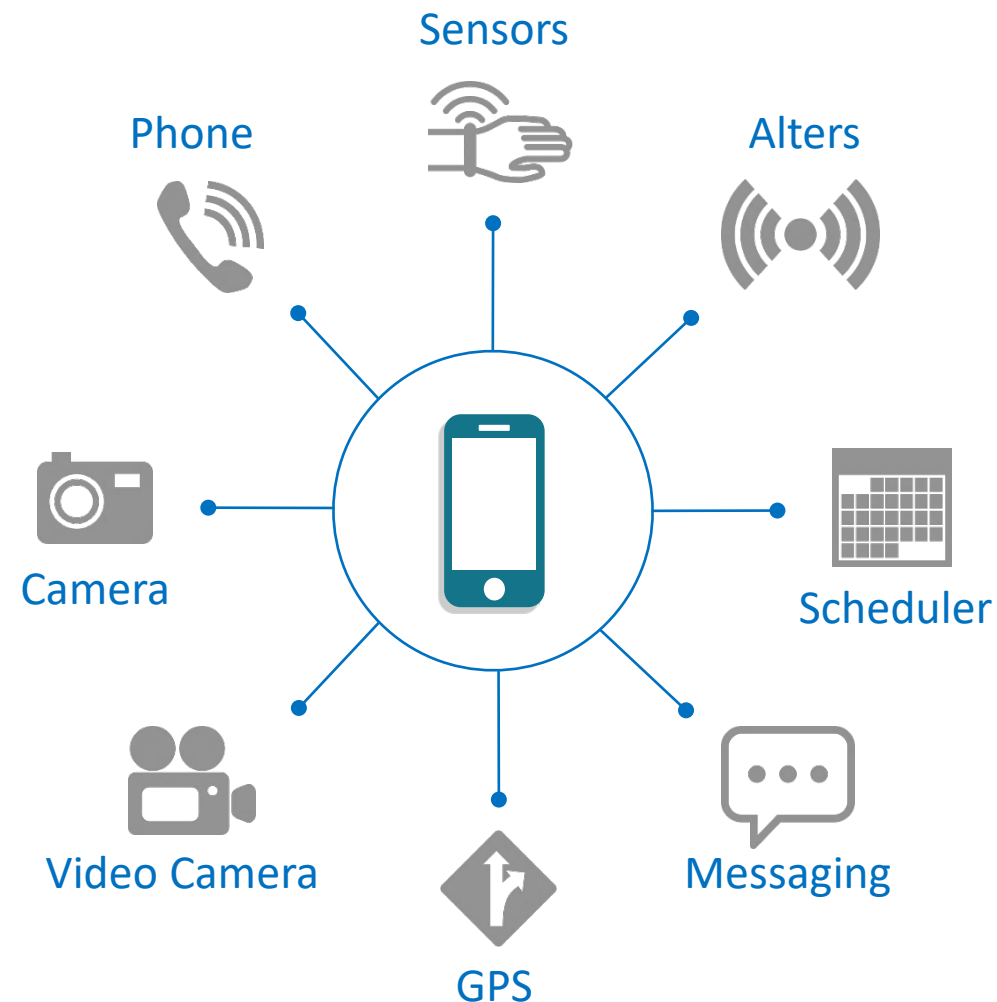 Sensors
Phone
Alters
Camera
Scheduler
Video Camera
Messaging
GPS